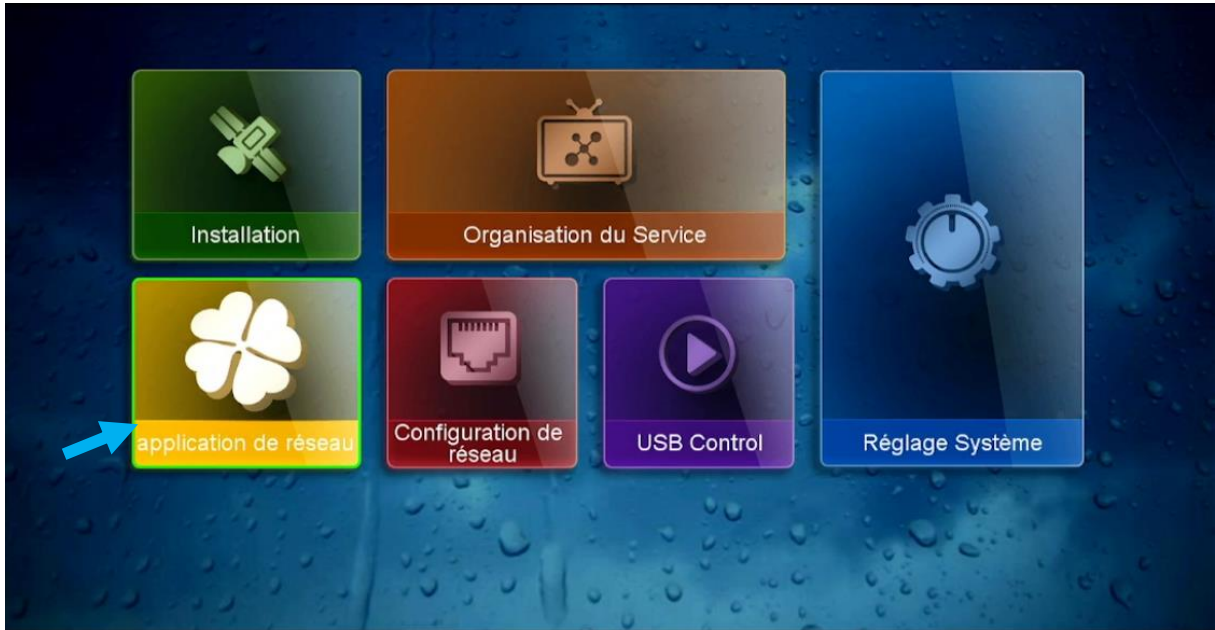 Installation
Organisation du Service
application de réseau
Configuration de
réseau
USB Control
Réglage Système